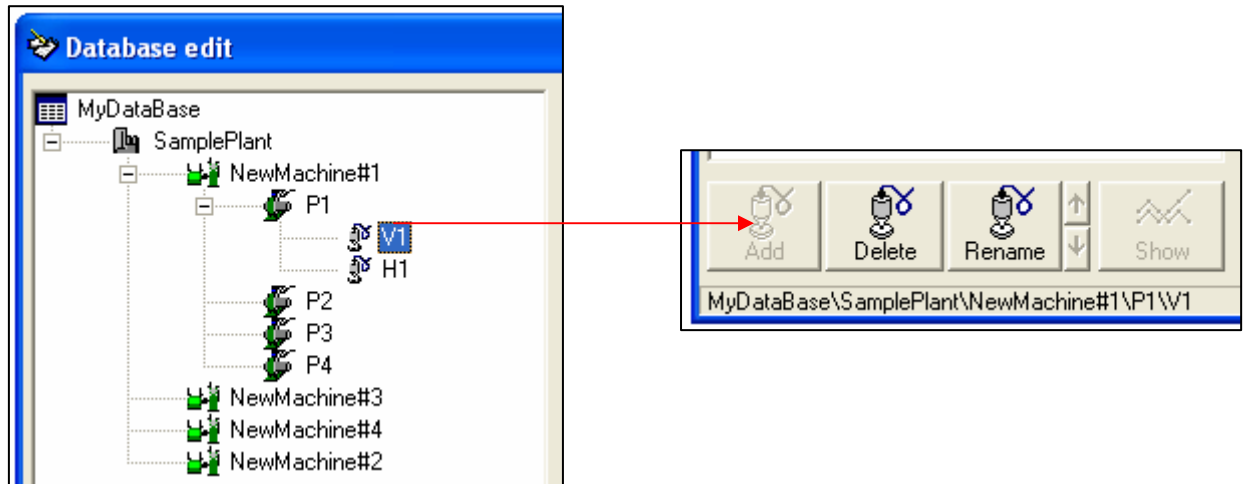 Database edit
MyDataBase
SamplePlant
NewMachine#1
P1
V1
H1
P2
P3
P4
NewMachine#3
NewMachine#4
NewMachine#2
Add Delete Rename Show
MyDataBase\SamplePlant\NewMachine#1\P1\V1